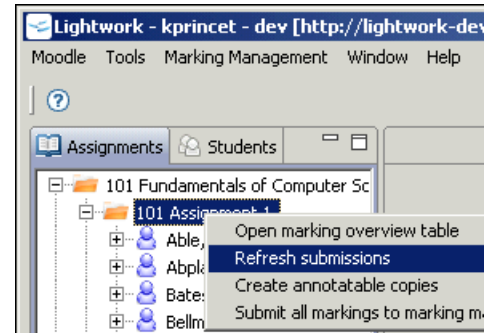 Lightwork - kprincet - dev [http://lightwork-dev
Moodle Tools Marking Management Window Help
Assignments Students
101 Fundamentals of Computer Sc
101 Assignment 1
Able,
Open marking overview table
Abpla
Refresh submissions
Bates
Create annotatable copies
Bellm
Submit all markings to marking ma